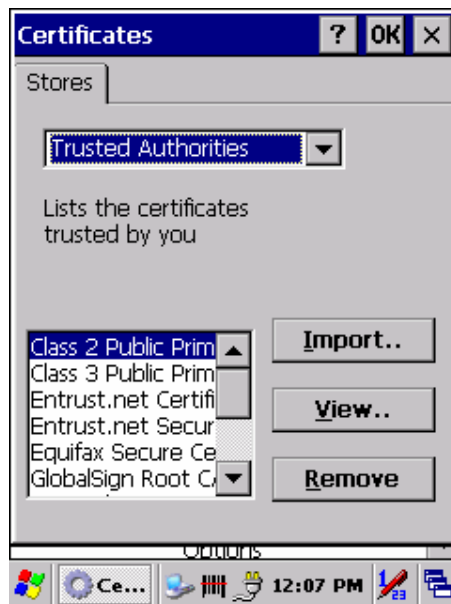 Certificates ? OK ×
Stores
Trusted Authorities
Lists the certificates
trusted by you
Class 2 Public Prim
Class 3 Public Prim
Entrust.net Certifi
Entrust.net Secur
Equifax Secure Ce
GlobalSign Root C
Import..
View..
Remove
Options
Ce... 12:07 PM 1 23